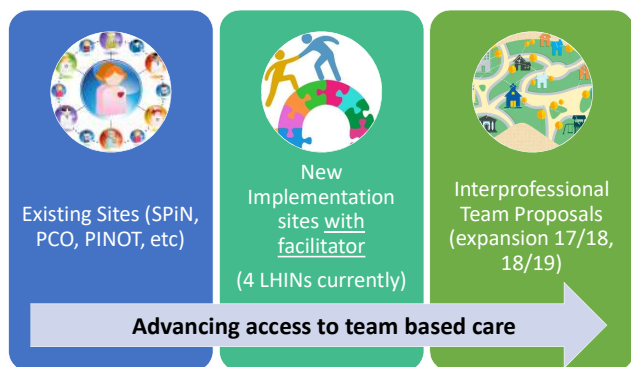 Existing Sites (SPiN,
PCO, PINOT, etc)
New
Implementation
sites with
facilitator
(4 LHINs currently)
Interprofessional
Team Proposals
(expansion 17/18,
18/19)
Advancing access to team based care